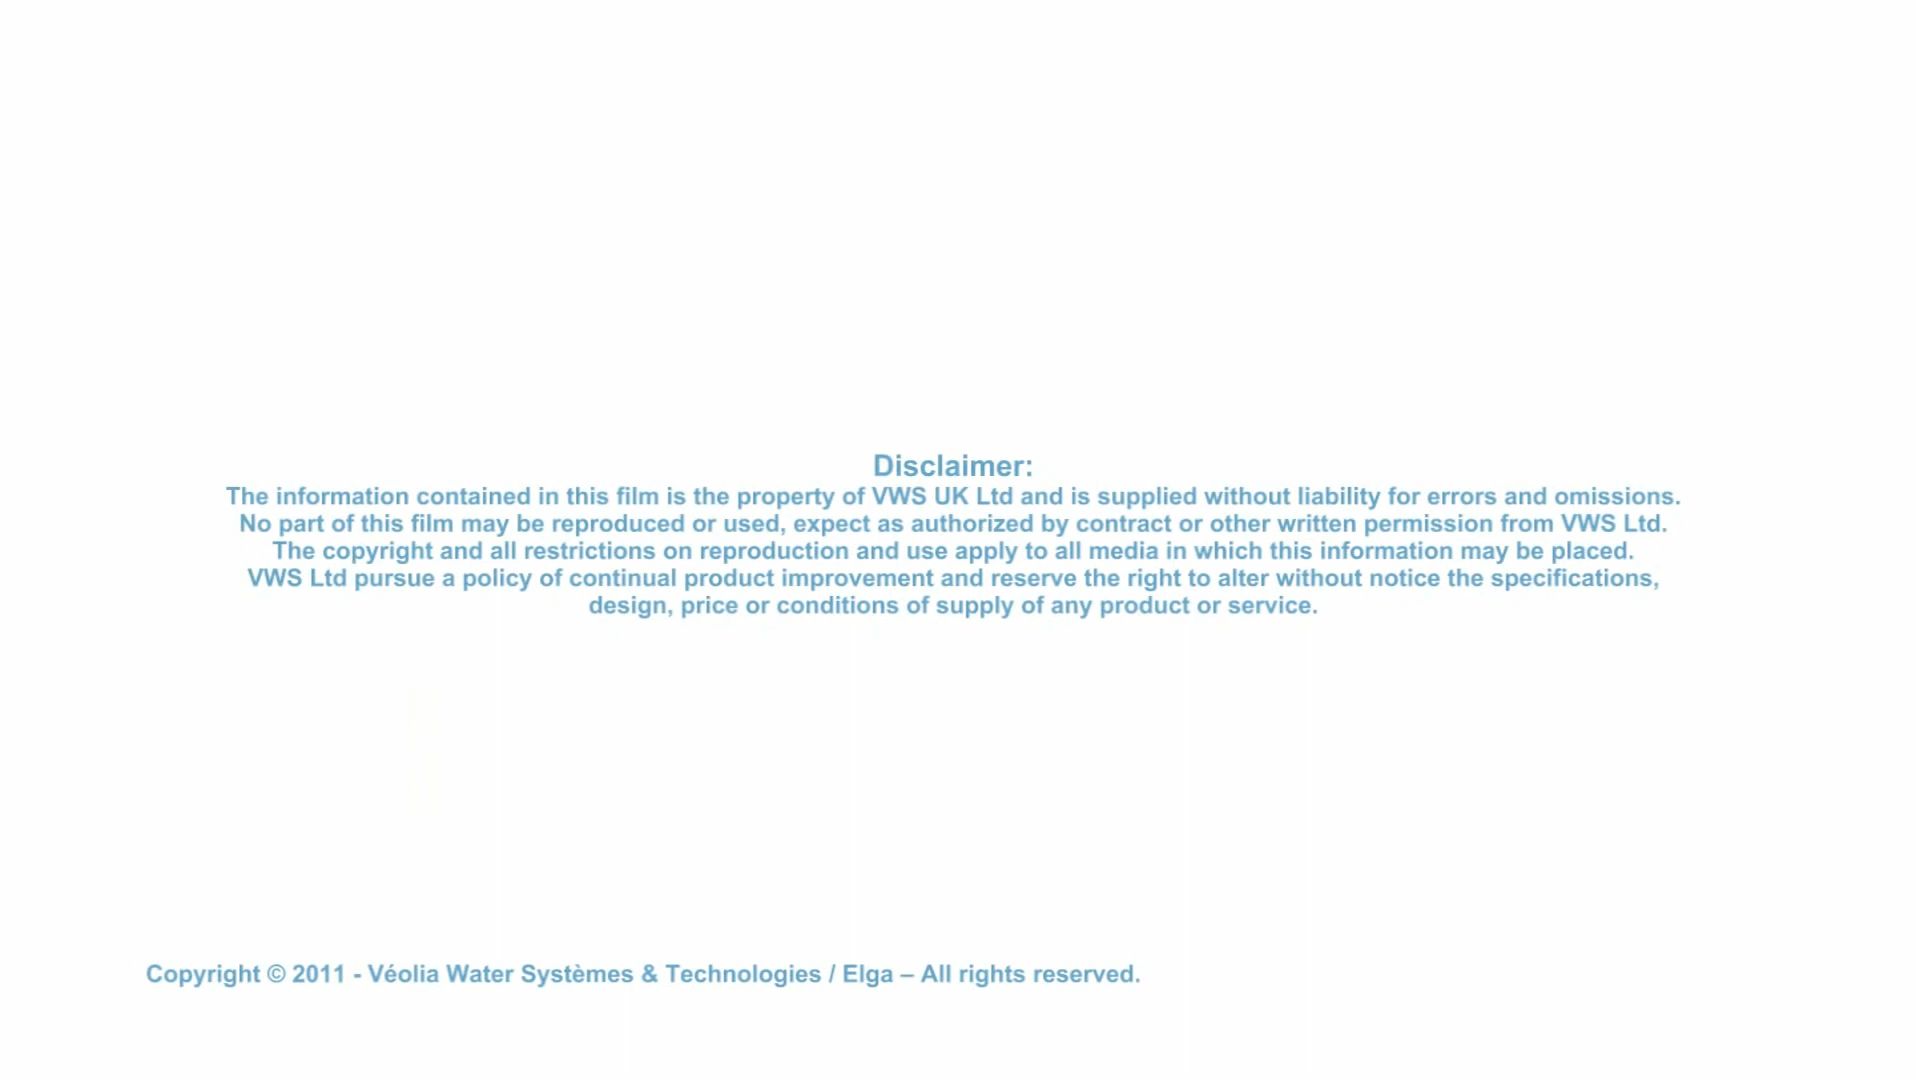 Disclaimer:
The information contained in this film is the property of VWS UK Ltd and is supplied without liability for errors and omissions.
No part of this film may be reproduced or used, expect as authorized by contract or other written permission from VWS Ltd.
The copyright and all restrictions on reproduction and use apply to all media in which this information may be placed.
VWS Ltd pursue a policy of continual product improvement and reserve the right to alter without notice the specifications,
design, price or conditions of supply of any product or service.
Copyright © 2011 - Véolia Water Systèmes & Technologies / Elga – All rights reserved.